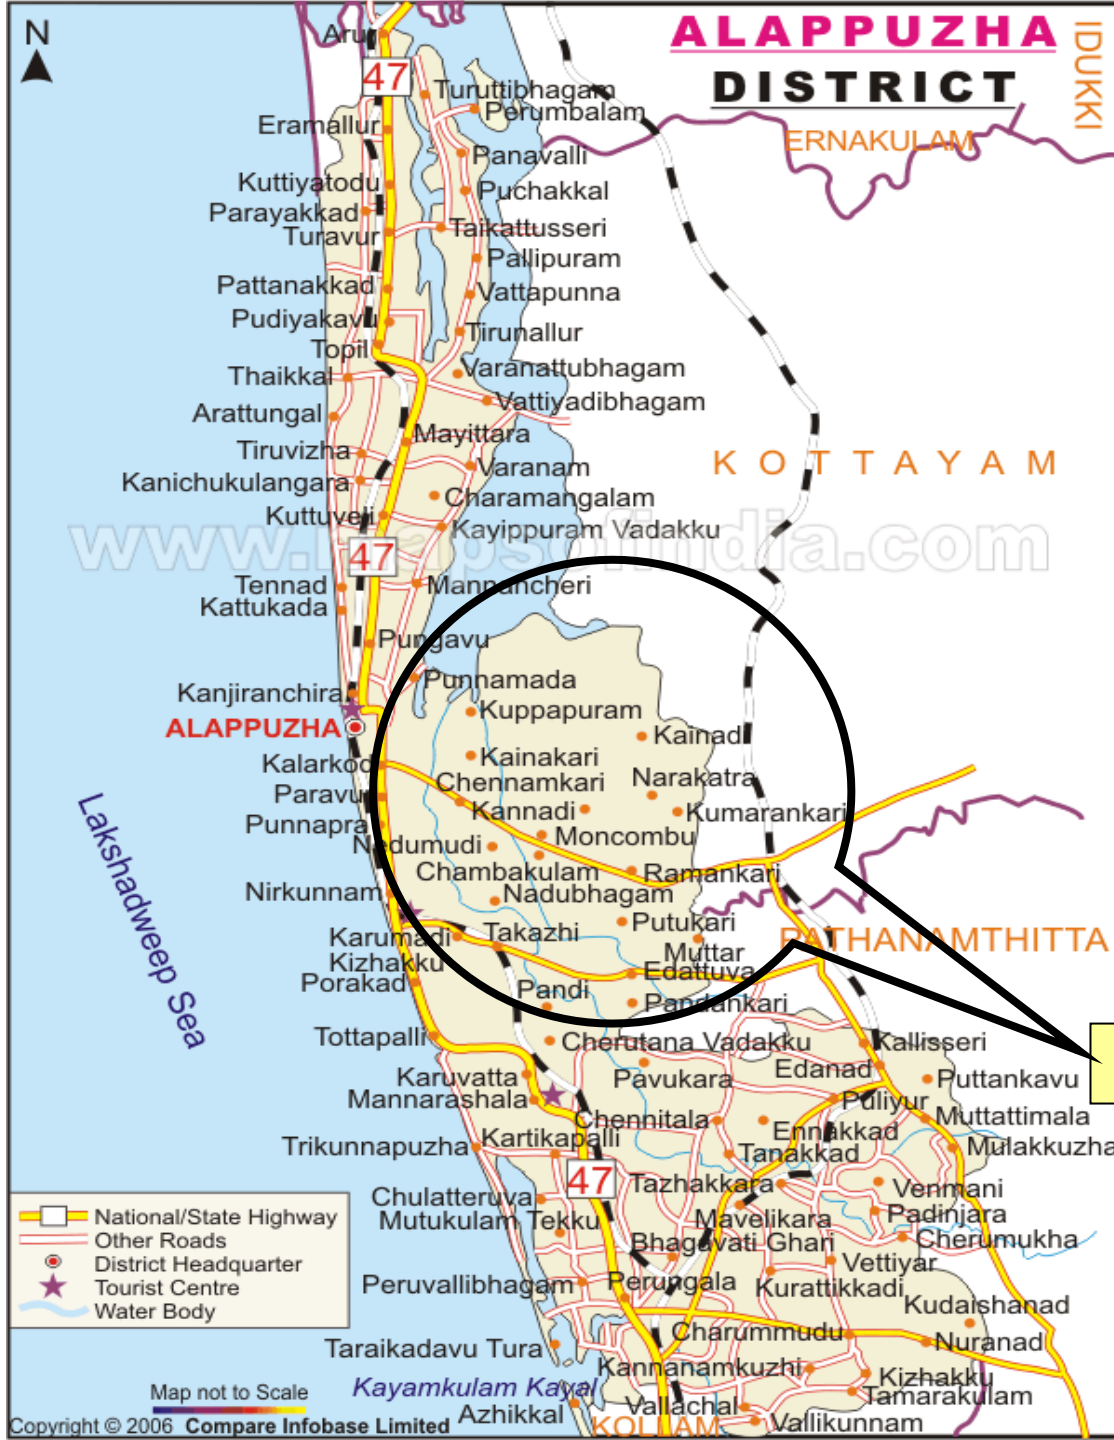 N
ALAPPUZHA
DISTRICT
IDUKKI
ERNAKULAM
Arur
47
Turuttibhagam
Perumbalam
Eramallur
Panavalli
Kuttiyatodu
Puchakkal
Parayakkad
Turavur
Taikattusseri
Pallipuram
Pattanakkad
Vattapunna
Pudiyakavu
Tirunallur
Topil
Thaikkal
Varanattubhagam
Arattungal
Vattiyadibhagam
Mayittara
Tiruvizha
Varanam
KOTTAYAM
Kanichukulangara
Charamangalam
Kuttuveli
Kayippuram Vadakku
www.mapsofindia.com
47
Tennad
Mannancheri
Kattukada
Pungavu
Kanjiranchira
Punnamada
Kuppapuram
ALAPPUZHA
Kainadi
Kalarkod
Kainakari
Chennamkari
Narakatra
Paravu
Kannadi
Kumarankari
Punnapra
Moncombu
Nedumudi
Chambakulam
Ramankari
Nirkunnam
Nadubhagam
Putukari
Karumadi
Takazhi
Muttar
PATHANAMTHITTA
Kizhakku
Edattuva
Porakad
Pandi
Pandankari
Lakshadweep Sea
Tottapalli
Cherutana Vadakku
Kallisseri
Karuvatta
Pavukara
Edanad
Puttankavu
Mannarashala
Puliyur
Chennitala
Ennakkad
Muttattimala
Trikunnapuzha
Kartikapalli
Tanakkad
Mulakkuzha
47
Tazhakkara
Venmani
Chulatteruva
Mavelikara
Padinjara
Mutukulam Tekku
Cherumukha
Bhagavati Ghari
Vettiyar
Peruvallibhagam
Perungala
Kurattikkadi
Kudaishanad
Charummudu
Nuranad
Taraikadavu Tura
Kannanamkuzhi
Kizhakku
Kayamkulam Kayal
Tamarakulam
Azhikkal
Vallachal
KOLLAM
Vallikunnam
National/State Highway
Other Roads
District Headquarter
Tourist Centre
Water Body
Map not to Scale
Copyright © 2006 Compare Infobase Limited